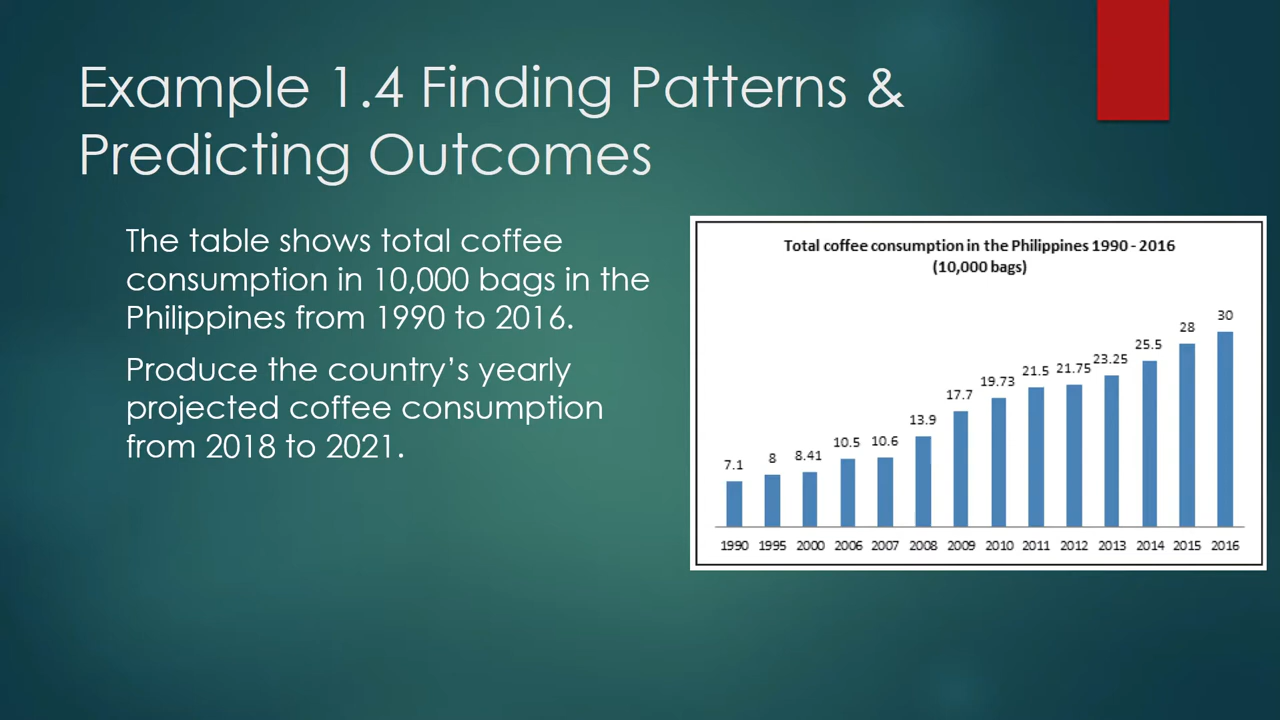 Example 1.4 Finding Patterns &
Predicting Outcomes
The table shows total coffee
consumption in 10,000 bags in the
Philippines from 1990 to 2016.
Produce the country’s yearly
projected coffee consumption
from 2018 to 2021.
Total coffee consumption in the Philippines 1990 - 2016
(10,000 bags)
7.1 8 8.41 10.5 10.6 13.9 17.7 19.73 21.5 21.75 23.25 25.5 28 30
1990 1995 2000 2006 2007 2008 2009 2010 2011 2012 2013 2014 2015 2016